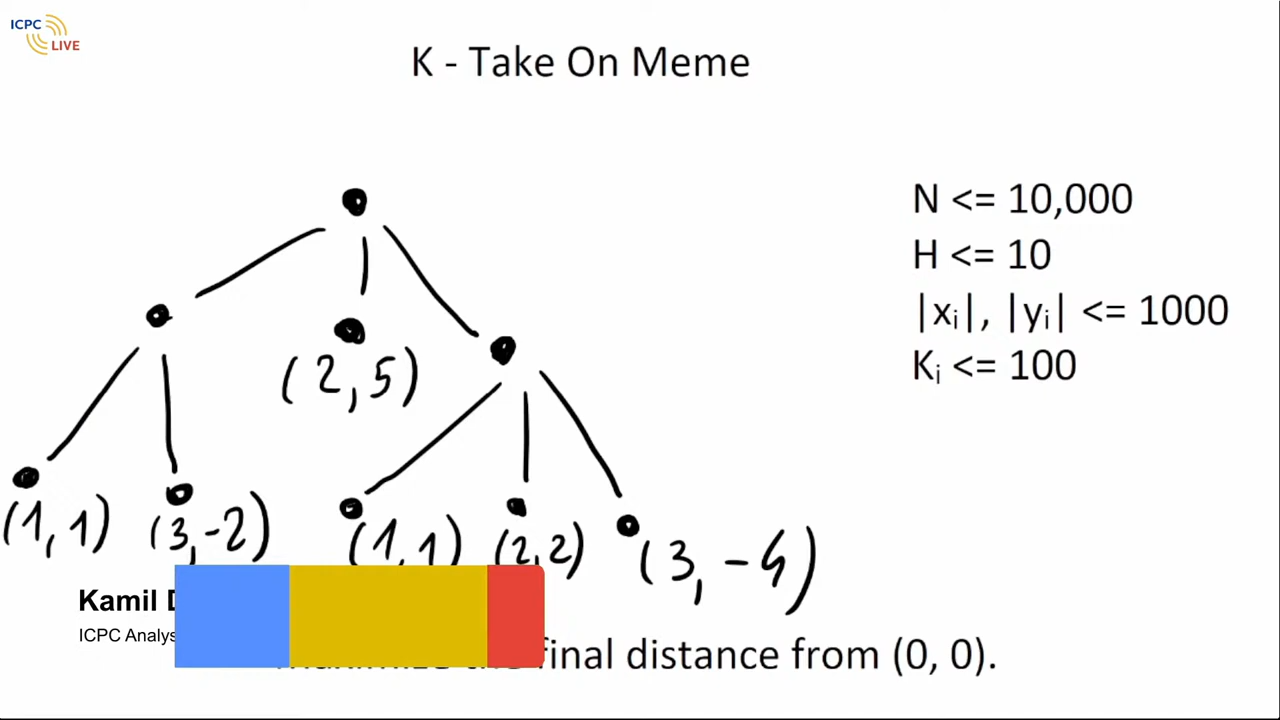 ICPC
LIVE
K - Take On Meme
N <= 10,000
H <= 10
|xᵢ|, |yᵢ| <= 1000
Kᵢ <= 100
(2,5)
(1,1) (3,-2) (1,1) (2,2) (3,-4)
Kamil
ICPC
final distance from (0, 0).